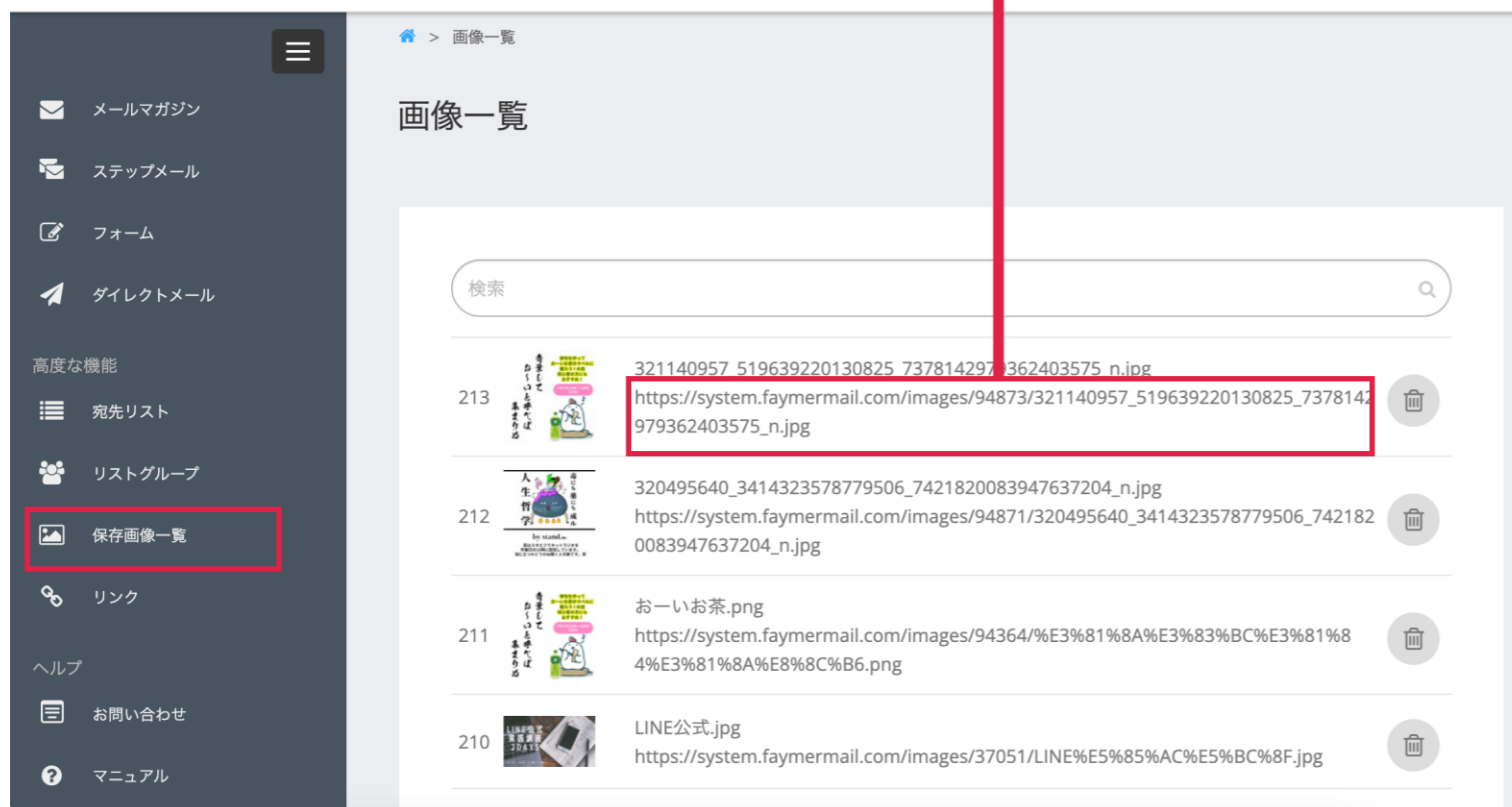 > 画像一覧
メールマガジン
ステップメール
フォーム
ダイレクトメール
高度な機能
宛先リスト
リストグループ
保存画像一覧
リンク
ヘルプ
お問い合わせ
マニュアル
画像一覧
検索
213
321140957_519639220130825_7378142979362403575_n.jpg
https://system.faymermail.com/images/94873/321140957_519639220130825_7378142
979362403575_n.jpg
212
人生哲学
by stand.fm
320495640_3414323578779506_7421820083947637204_n.jpg
https://system.faymermail.com/images/94871/320495640_3414323578779506_742182
0083947637204_n.jpg
211
おーいお茶.png
https://system.faymermail.com/images/94364/%E3%81%8A%E3%83%BC%E3%81%8
4%E3%81%8A%E8%8C%B6.png
210
LINE公式.jpg
https://system.faymermail.com/images/37051/LINE%E5%85%AC%E5%BC%8F.jpg